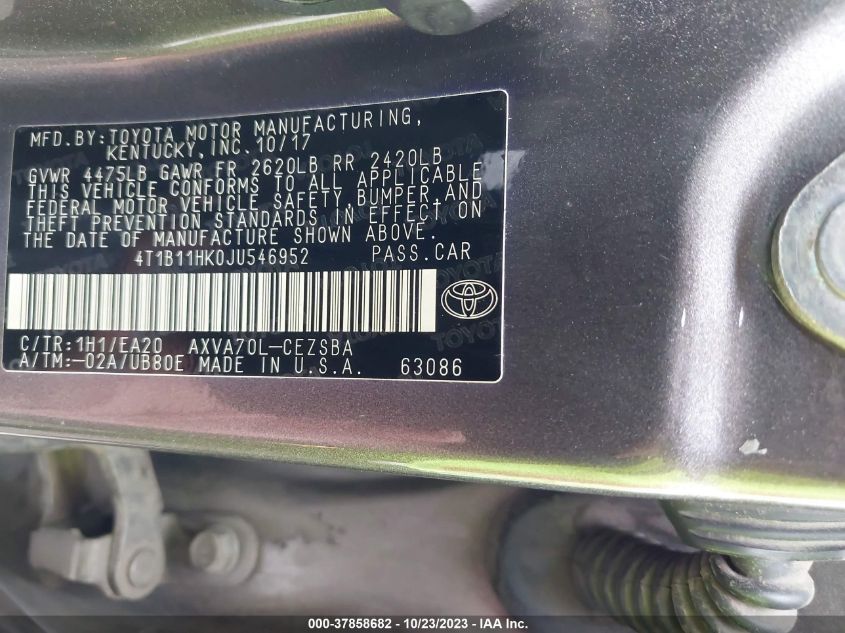 MFD.BY:TOYOTA MOTOR MANUFACTURING,
KENTUCKY, INC. 10/17
GVWR 4475LB GAWR FR 2620LB RR 2420LB
THIS VEHICLE CONFORMS TO ALL APPLICABLE
FEDERAL MOTOR VEHICLE SAFETY,BUMPER,AND
THEFT PREVENTION STANDARDS IN EFFECT ON
THE DATE OF MANUFACTURE SHOWN ABOVE.
4T1B11HK0JU546952 PASS.CAR
C/TR:1H1/EA20 AXVA70L-CEZSBA
A/TM:-02A/UB80E MADE IN U.S.A. 63086
000-37858682 - 10/23/2023 - IAA Inc.